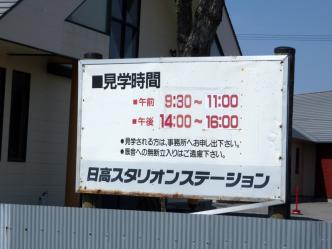 ■見学時間
■午前 9:30～11:00
■午後 14:00～16:00
●見学される方は、事務所へお申し出下さい。
●厩舎への無断立入りはご遠慮下さい。
日高スタリオンステーション